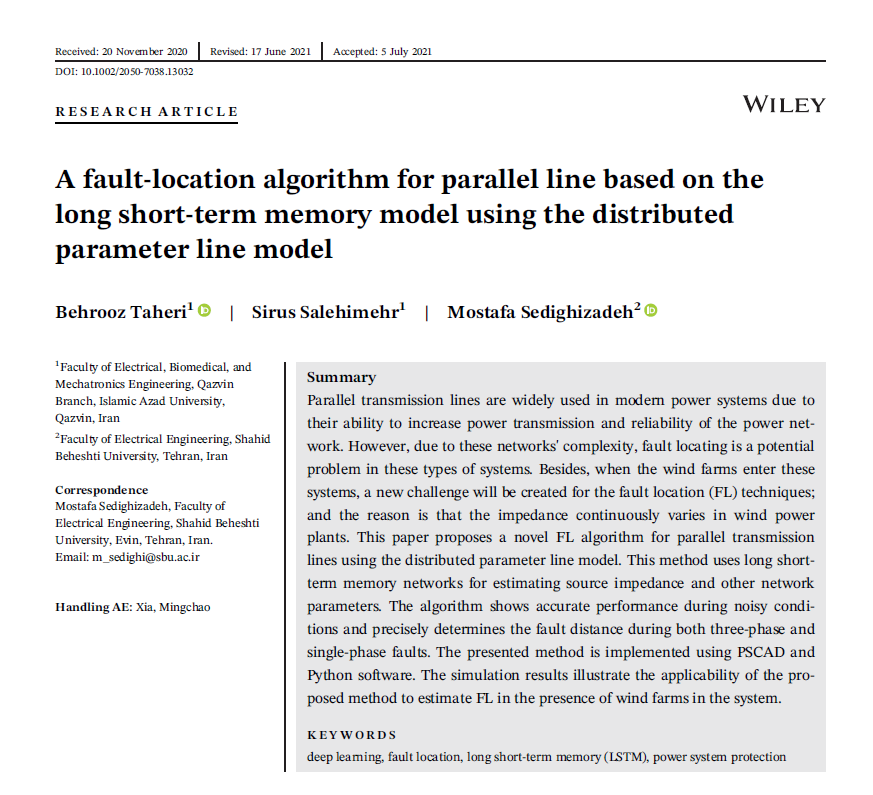 Received: 20 November 2020 | Revised: 17 June 2021 | Accepted: 5 July 2021
DOI: 10.1002/2050-7038.13032
RESEARCH ARTICLE
WILEY
A fault-location algorithm for parallel line based on the
long short-term memory model using the distributed
parameter line model
Behrooz Taheri1 | Sirus Salehimehr1 | Mostafa Sedighizadeh2
1Faculty of Electrical, Biomedical, and
Mechatronics Engineering, Qazvin
Branch, Islamic Azad University,
Qazvin, Iran
2Faculty of Electrical Engineering, Shahid
Beheshti University, Tehran, Iran
Correspondence
Mostafa Sedighizadeh, Faculty of
Electrical Engineering, Shahid Beheshti
University, Evin, Tehran, Iran.
Email: m_sedighi@sbu.ac.ir
Handling AE: Xia, Mingchao
Summary
Parallel transmission lines are widely used in modern power systems due to
their ability to increase power transmission and reliability of the power net-
work. However, due to these networks' complexity, fault locating is a potential
problem in these types of systems. Besides, when the wind farms enter these
systems, a new challenge will be created for the fault location (FL) techniques;
and the reason is that the impedance continuously varies in wind power
plants. This paper proposes a novel FL algorithm for parallel transmission
lines using the distributed parameter line model. This method uses long short-
term memory networks for estimating source impedance and other network
parameters. The algorithm shows accurate performance during noisy condi-
tions and precisely determines the fault distance during both three-phase and
single-phase faults. The presented method is implemented using PSCAD and
Python software. The simulation results illustrate the applicability of the pro-
posed method to estimate FL in the presence of wind farms in the system.
KEYWORDS
deep learning, fault location, long short-term memory (LSTM), power system protection